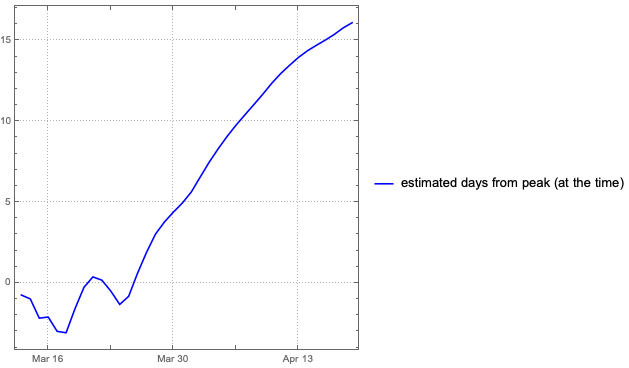 15
10
5
0
Mar 16
Mar 30
Apr 13
estimated days from peak (at the time)